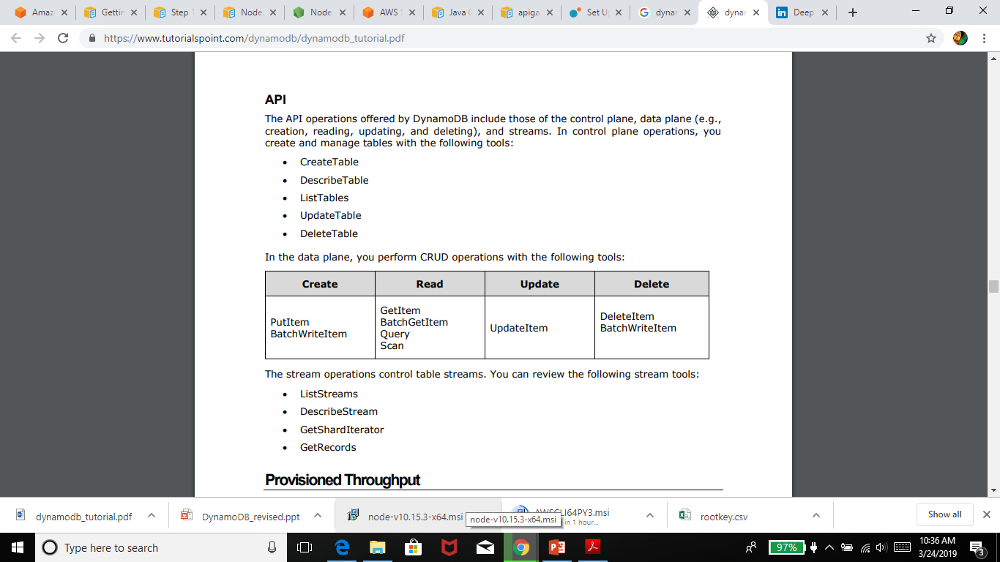 Amaz
Gettin
Step
Node
Node
AWS
Java
apiga
Set U
dynar
dynar
Deep
https://www.tutorialspoint.com/dynamodb/dynamodb_tutorial.pdf
API
The API operations offered by DynamoDB include those of the control plane, data plane (e.g.,
creation, reading, updating, and deleting), and streams. In control plane operations, you
create and manage tables with the following tools:
• CreateTable
• DescribeTable
• ListTables
• UpdateTable
• DeleteTable
In the data plane, you perform CRUD operations with the following tools:
Create Read Update Delete
PutItem
BatchWriteItem
GetItem
BatchGetItem
Query
Scan
UpdateItem
DeleteItem
BatchWriteItem
The stream operations control table streams. You can review the following stream tools:
• ListStreams
• DescribeStream
• GetShardIterator
• GetRecords
Provisioned Throughput
dynamodb_tutorial.pdf
DynamoDB_revised.ppt
node-v10.15.3-x64.msi
node-v10.15.3-x64.msi
AWSCLI64PY3.msi
in 1 hour...
rootkey.csv
Show all
Type here to search
97%
10:36 AM
3/24/2019
3